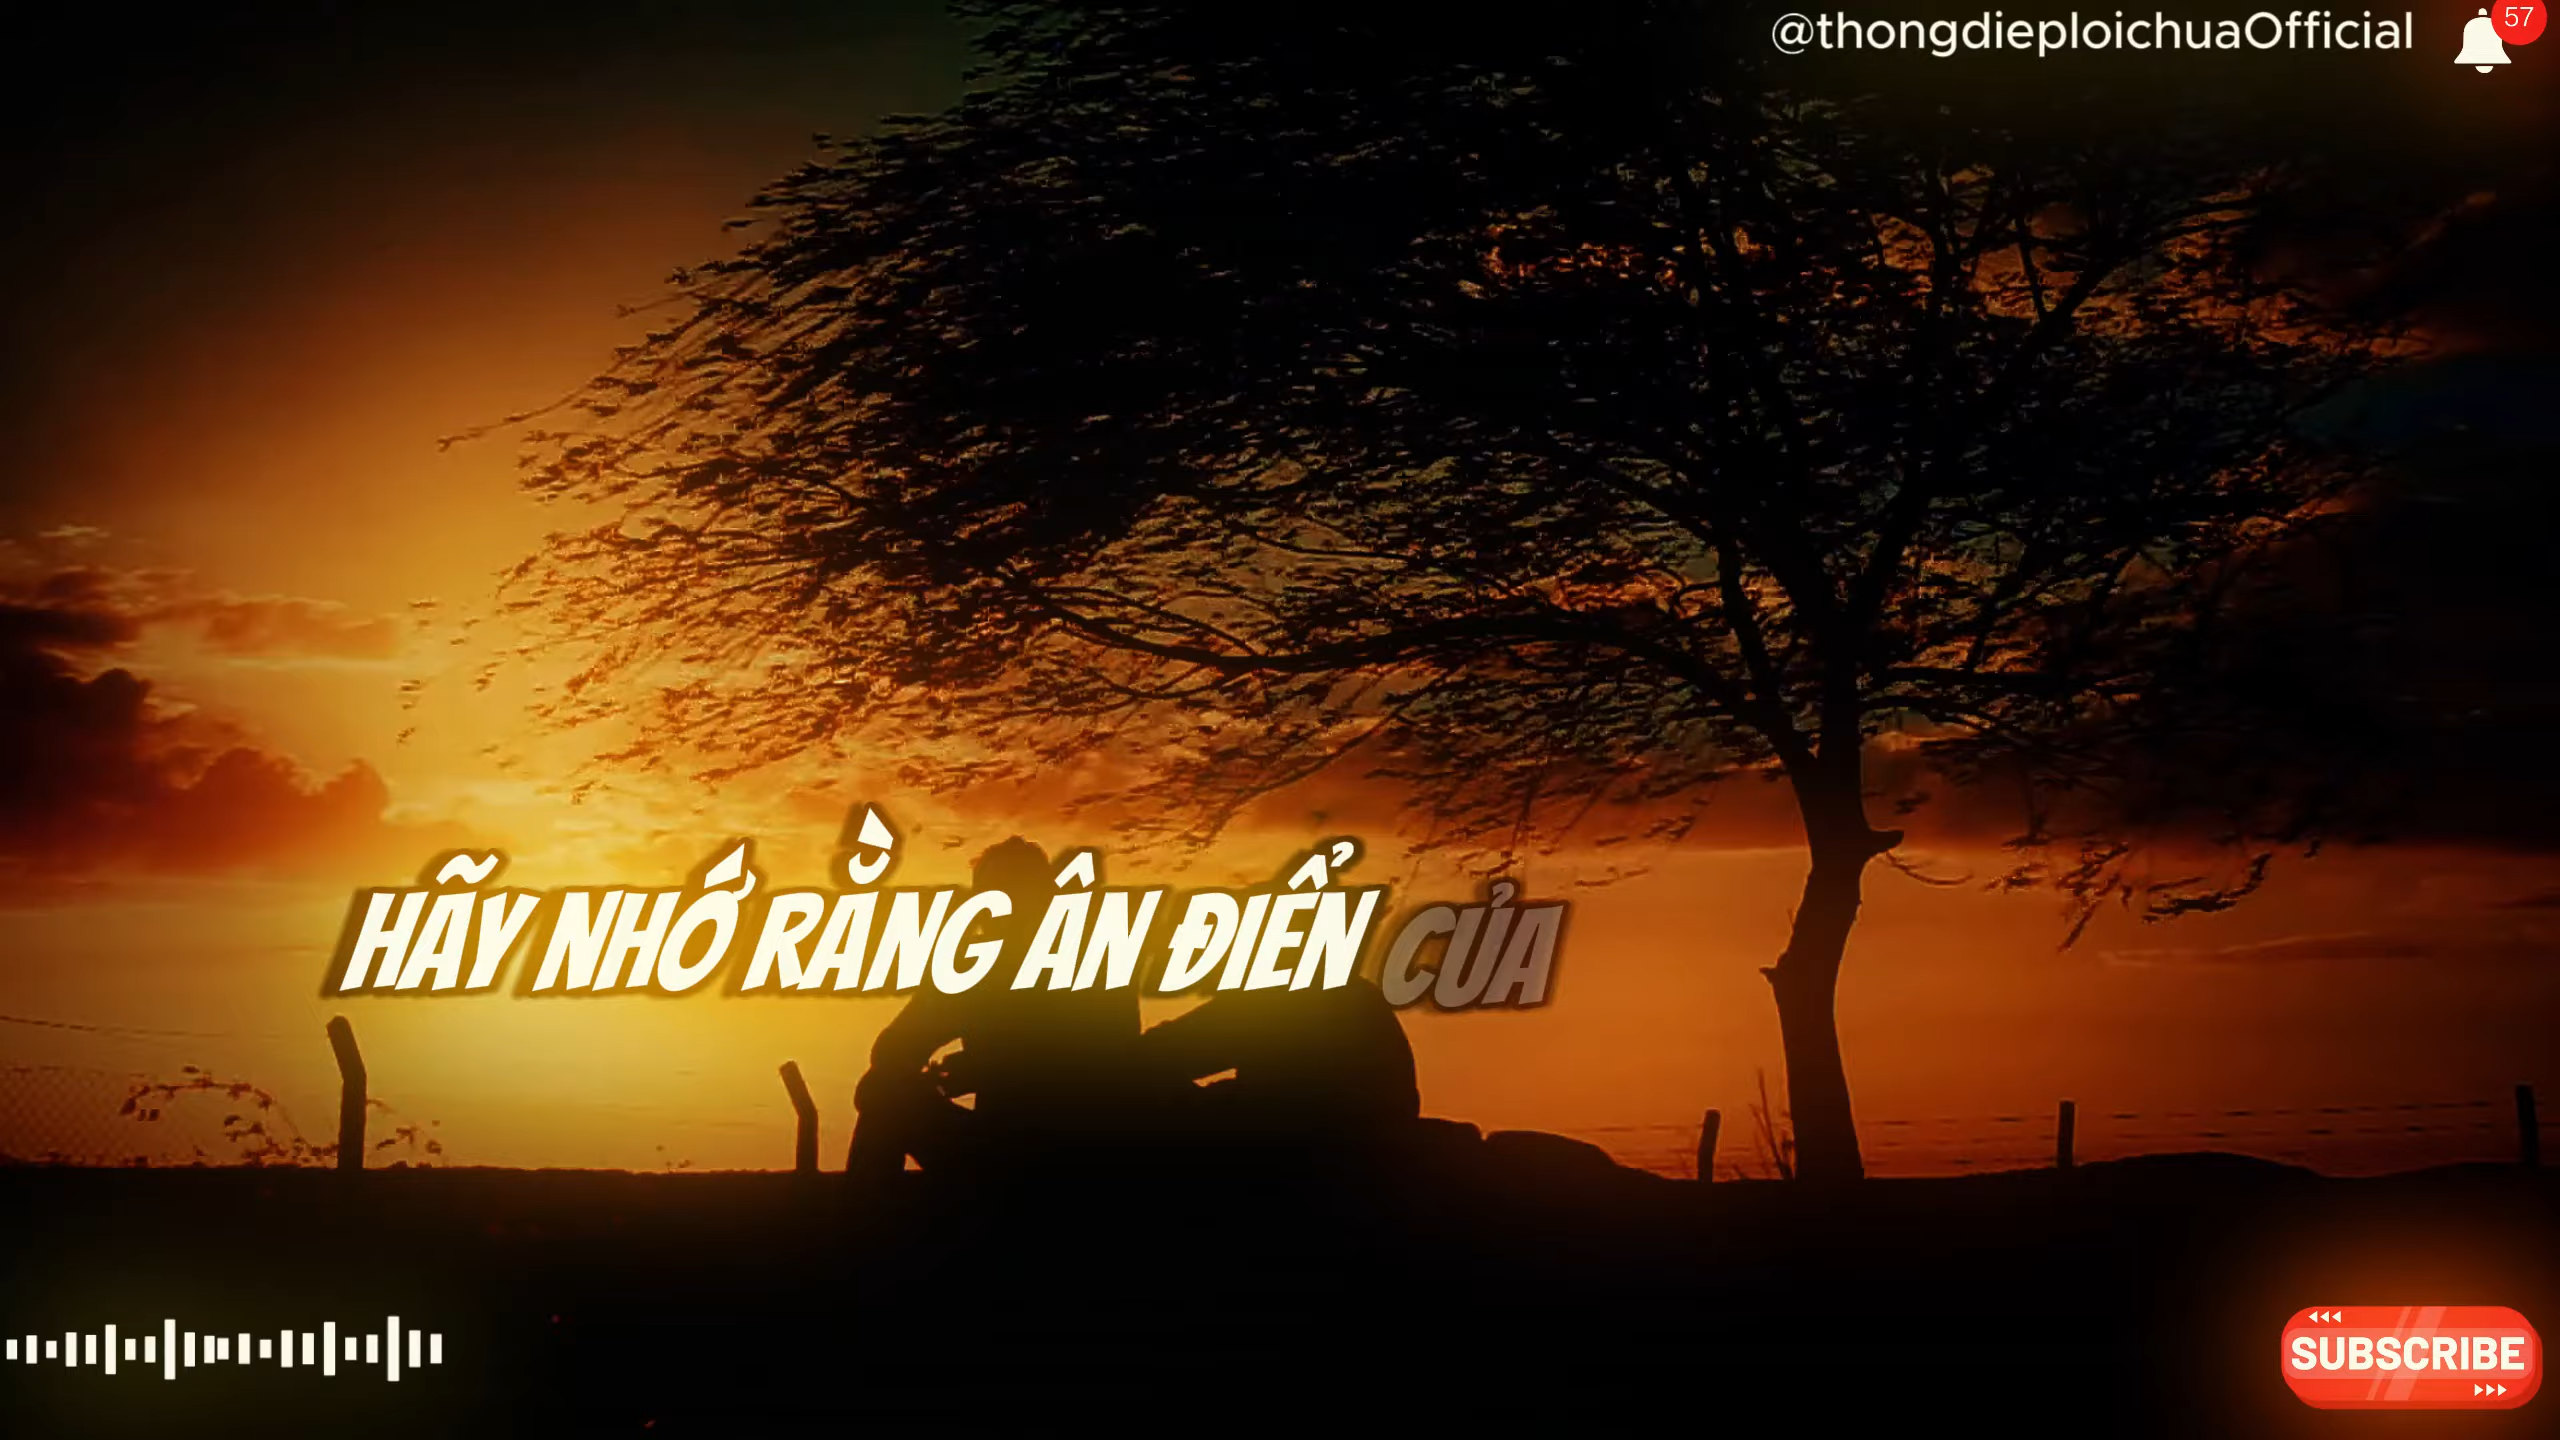 @thongdieploichuaOfficial
57
HÃY NHỚ RẰNG ÂN ĐIỂN CỦA
SUBSCRIBE